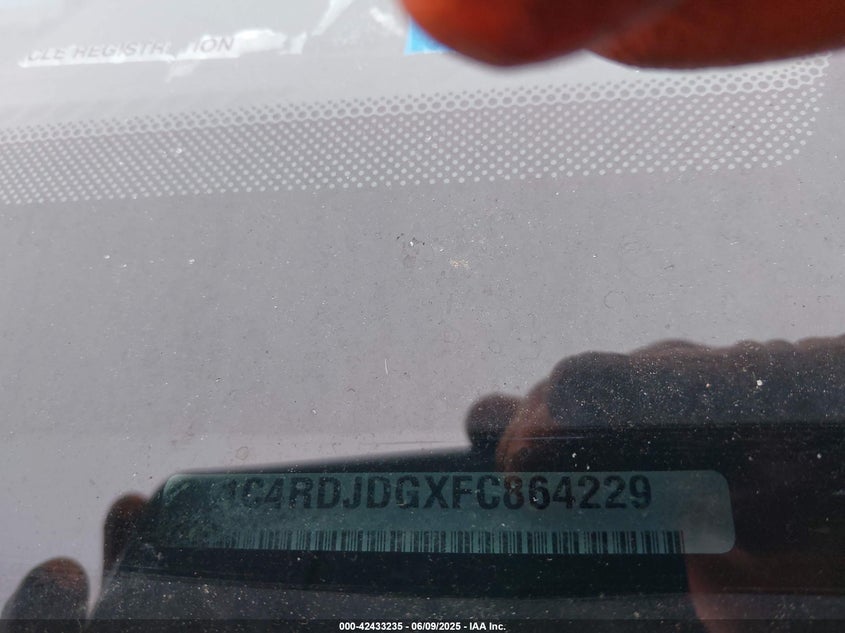 CLE REGISTRATION
1C4RDJDGXFC864229
000-42433235 - 06/09/2025 - IAA Inc.